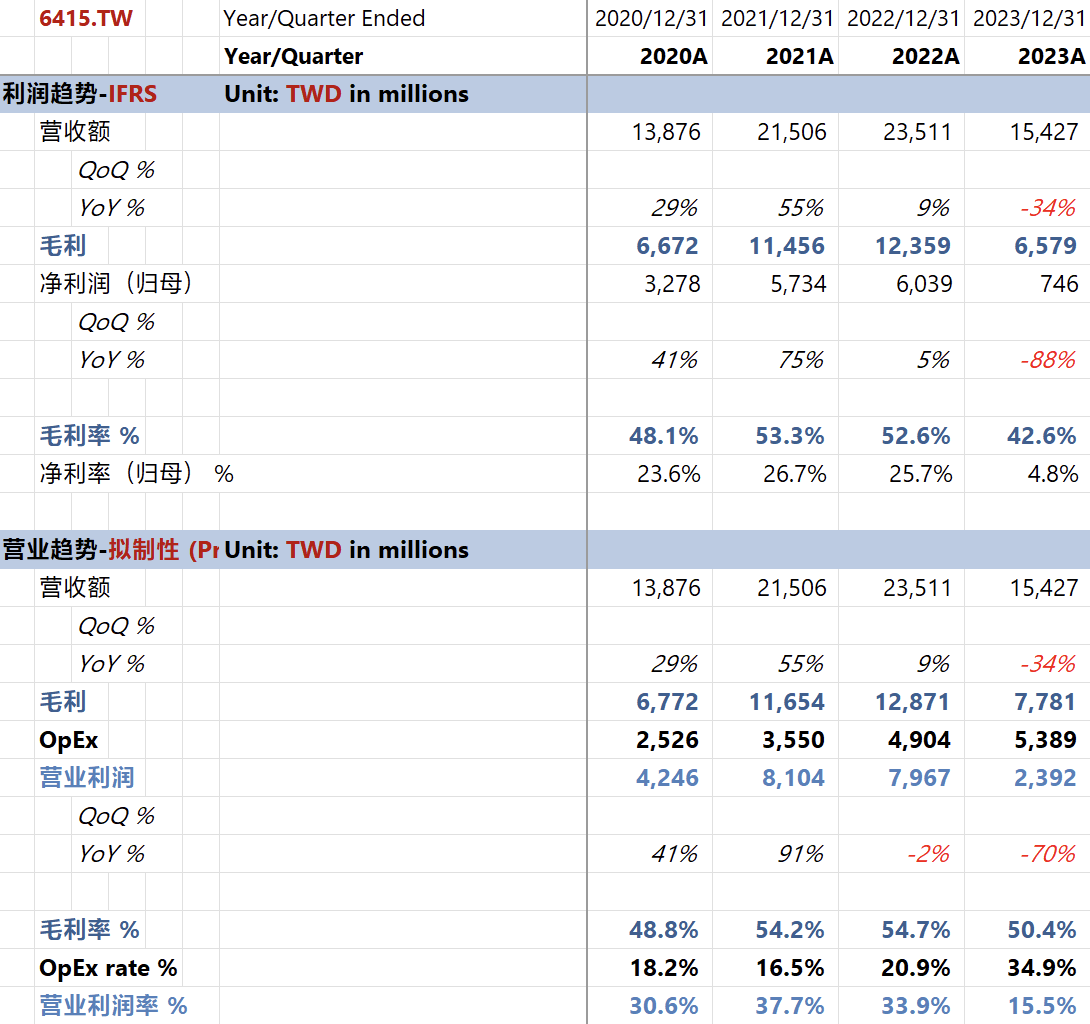 6415.TW Year/Quarter Ended 2020/12/31 2021/12/31 2022/12/31 2023/12/31
Year/Quarter 2020A 2021A 2022A 2023A
利润趋势-IFRS Unit: TWD in millions
营收额 13,876 21,506 23,511 15,427
QoQ %
YoY % 29% 55% 9% -34%
毛利 6,672 11,456 12,359 6,579
净利润（归母） 3,278 5,734 6,039 746
QoQ %
YoY % 41% 75% 5% -88%
毛利率 % 48.1% 53.3% 52.6% 42.6%
净利率（归母） % 23.6% 26.7% 25.7% 4.8%
营业趋势-拟制性 (Pr Unit: TWD in millions
营收额 13,876 21,506 23,511 15,427
QoQ %
YoY % 29% 55% 9% -34%
毛利 6,772 11,654 12,871 7,781
OpEx 2,526 3,550 4,904 5,389
营业利润 4,246 8,104 7,967 2,392
QoQ %
YoY % 41% 91% -2% -70%
毛利率 % 48.8% 54.2% 54.7% 50.4%
OpEx rate % 18.2% 16.5% 20.9% 34.9%
营业利润率 % 30.6% 37.7% 33.9% 15.5%